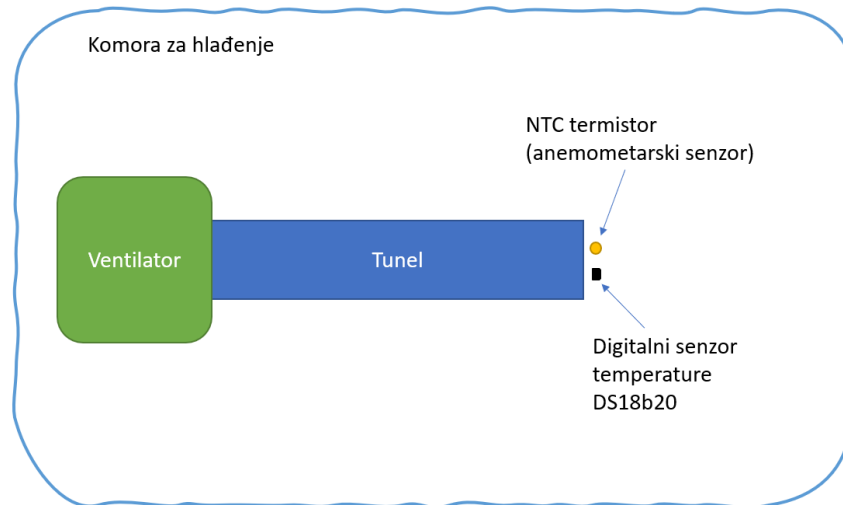 Komora za hlađenje
NTC termistor
(anemometarski senzor)
Ventilator
Tunel
Digitalni senzor
temperature
DS18b20